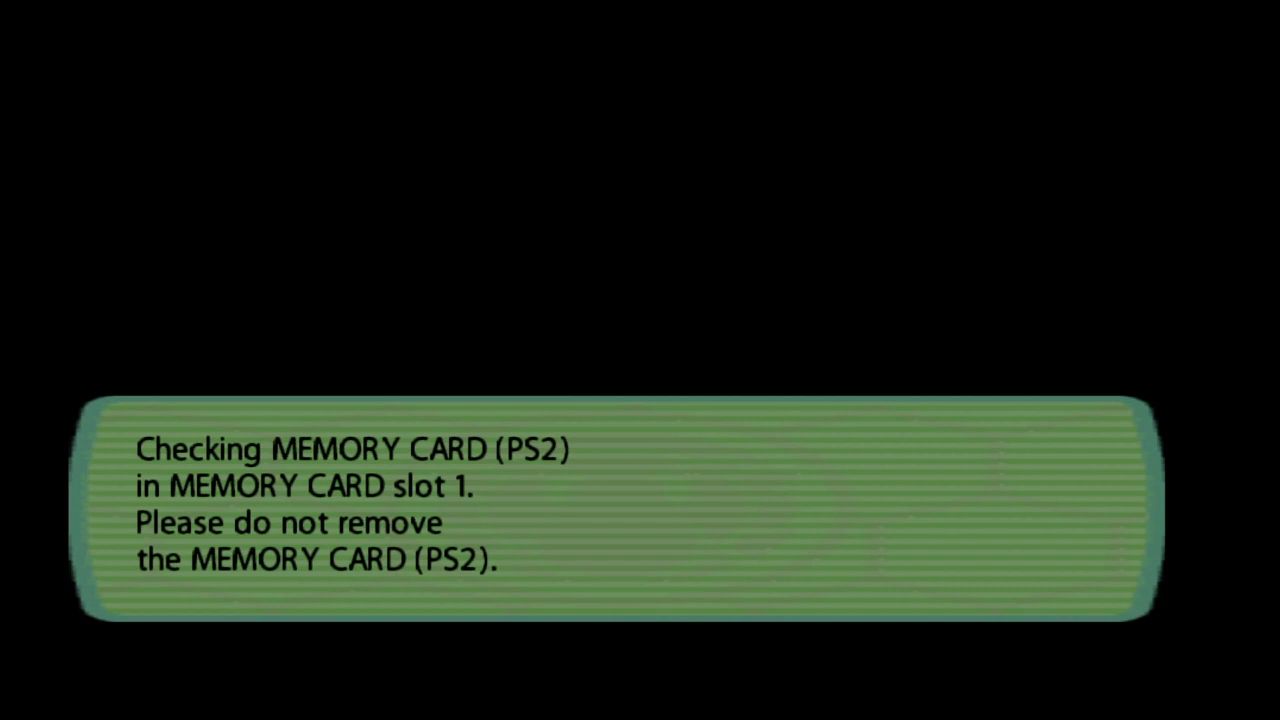 Checking MEMORY CARD (PS2)
in MEMORY CARD slot 1.
Please do not remove
the MEMORY CARD (PS2).